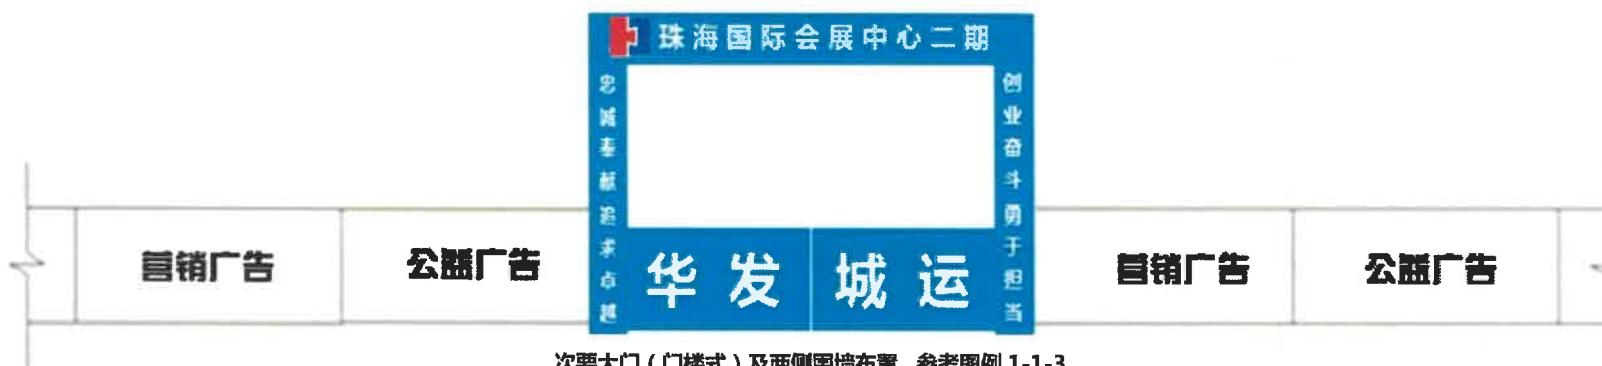 珠海国际会展中心二期
忠诚奉献追求卓越
创业奋斗勇于担当
营销广告
公益广告
华发
城运
营销广告
公益广告
次要大门（门楼式）及两侧围墙布置 参考图例 1-1-3